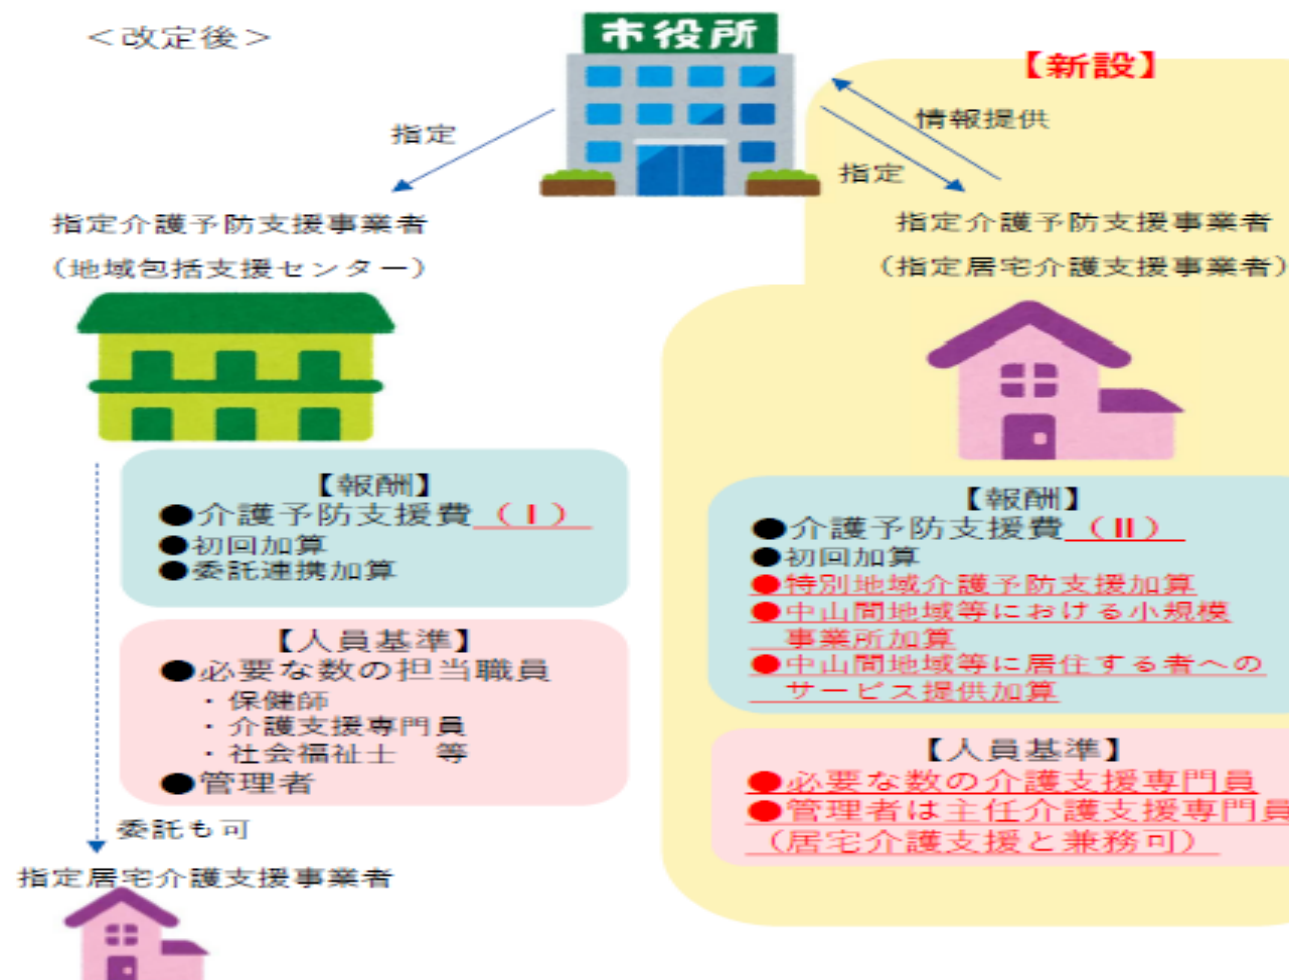 ＜改定後＞
市役所
指定
指定介護予防支援事業者
（地域包括支援センター）
【報酬】
●介護予防支援費（Ⅰ）
●初回加算
●委託連携加算
【人員基準】
●必要な数の担当職員
・保健師
・介護支援専門員
・社会福祉士　等
●管理者
委託も可
指定居宅介護支援事業者
【新設】
情報提供
指定
指定介護予防支援事業者
（指定居宅介護支援事業者）
【報酬】
●介護予防支援費（Ⅱ）
●初回加算
●特別地域介護予防支援加算
●中山間地域等における小規模
事業所加算
●中山間地域等に居住する者への
サービス提供加算
【人員基準】
●必要な数の介護支援専門員
●管理者は主任介護支援専門員
（居宅介護支援と兼務可）